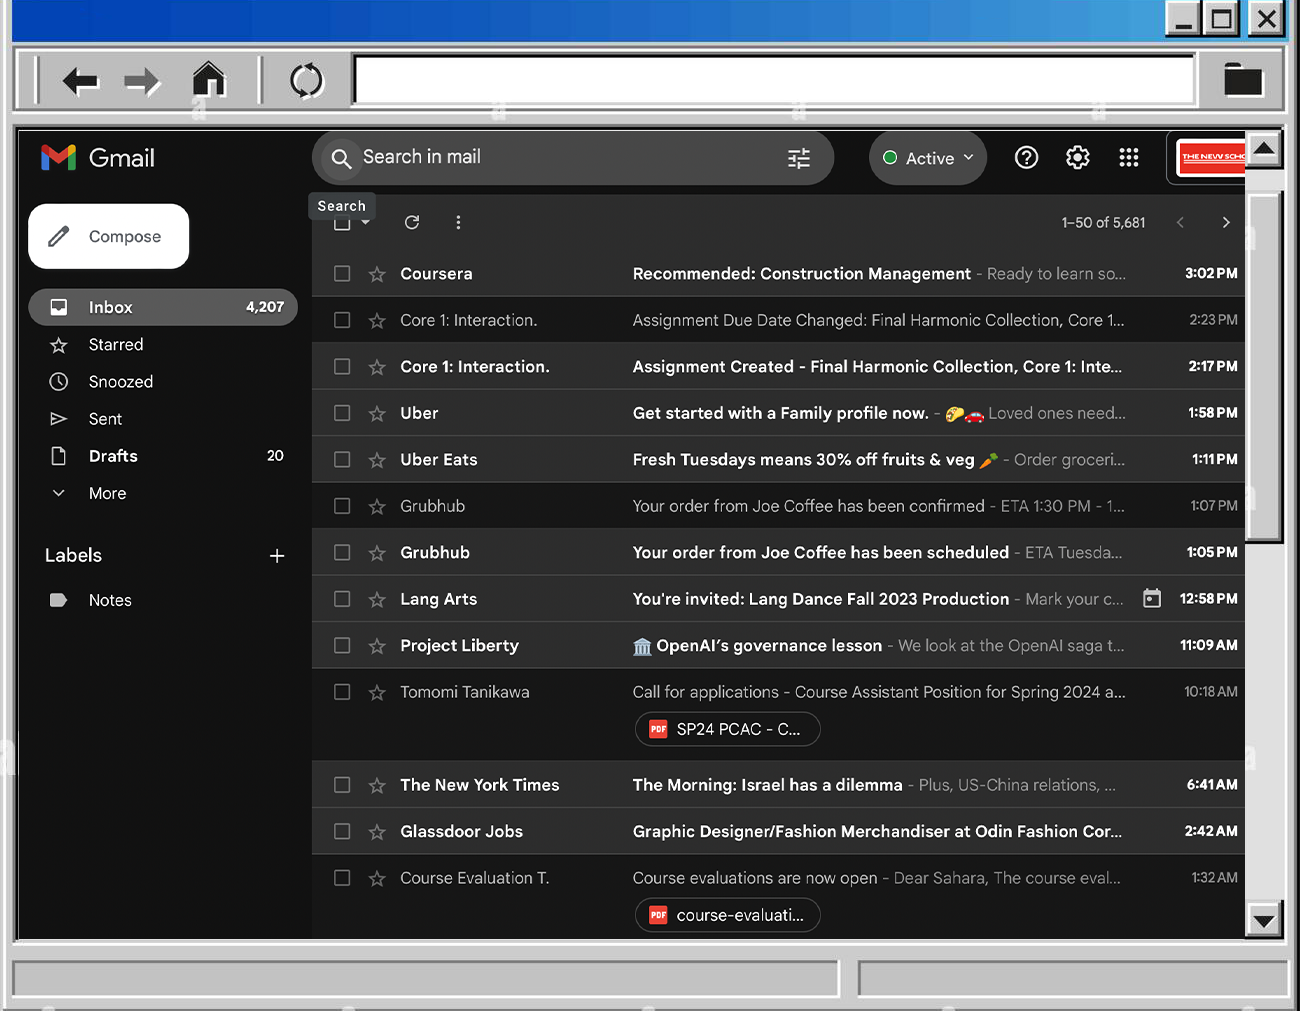 Gmail
Search in mail
Active
THE NEW SCHO
Search
1–50 of 5,681
Compose
Inbox 4,207
Starred
Snoozed
Sent
Drafts 20
More
Labels
Notes
Coursera Recommended: Construction Management - Ready to learn so... 3:02 PM
Core 1: Interaction. Assignment Due Date Changed: Final Harmonic Collection, Core 1... 2:23 PM
Core 1: Interaction. Assignment Created - Final Harmonic Collection, Core 1: Inte... 2:17 PM
Uber Get started with a Family profile now. - 🌮🚗 Loved ones need... 1:58 PM
Uber Eats Fresh Tuesdays means 30% off fruits & veg 🥕 - Order groceri... 1:11 PM
Grubhub Your order from Joe Coffee has been confirmed - ETA 1:30 PM - 1... 1:07 PM
Grubhub Your order from Joe Coffee has been scheduled - ETA Tuesda... 1:05 PM
Lang Arts You're invited: Lang Dance Fall 2023 Production - Mark your c... 12:58 PM
Project Liberty 🏛️ OpenAI’s governance lesson - We look at the OpenAI saga t... 11:09 AM
Tomomi Tanikawa Call for applications - Course Assistant Position for Spring 2024 a... 10:18 AM
PDF SP24 PCAC - C...
The New York Times The Morning: Israel has a dilemma - Plus, US-China relations, ... 6:41 AM
Glassdoor Jobs Graphic Designer/Fashion Merchandiser at Odin Fashion Cor... 2:42 AM
Course Evaluation T. Course evaluations are now open - Dear Sahara, The course eval... 1:32 AM
PDF course-evaluati...